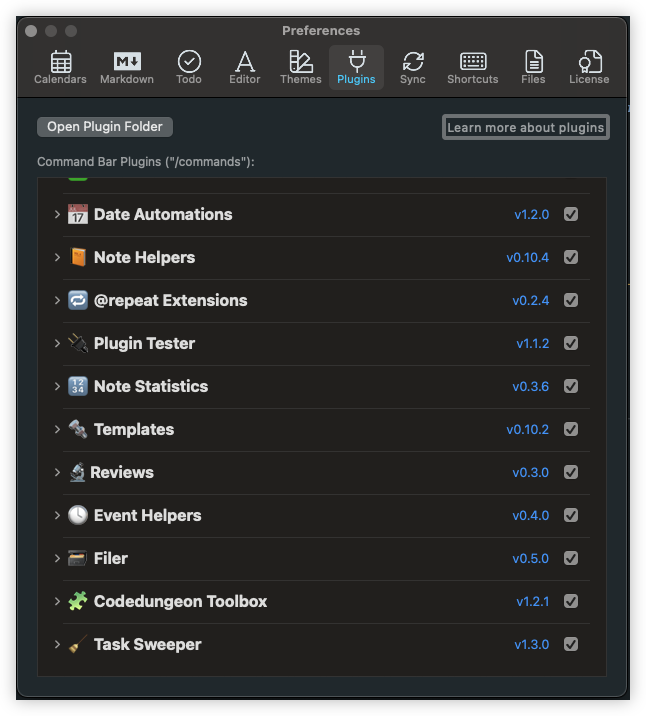 Preferences
Calendars
Markdown
Todo
Editor
Themes
Plugins
Sync
Shortcuts
Files
License
Open Plugin Folder
Learn more about plugins
Command Bar Plugins ("/commands"):
Date Automations v1.2.0
Note Helpers v0.10.4
@repeat Extensions v0.2.4
Plugin Tester v1.1.2
Note Statistics v0.3.6
Templates v0.10.2
Reviews v0.3.0
Event Helpers v0.4.0
Filer v0.5.0
Codedungeon Toolbox v1.2.1
Task Sweeper v1.3.0